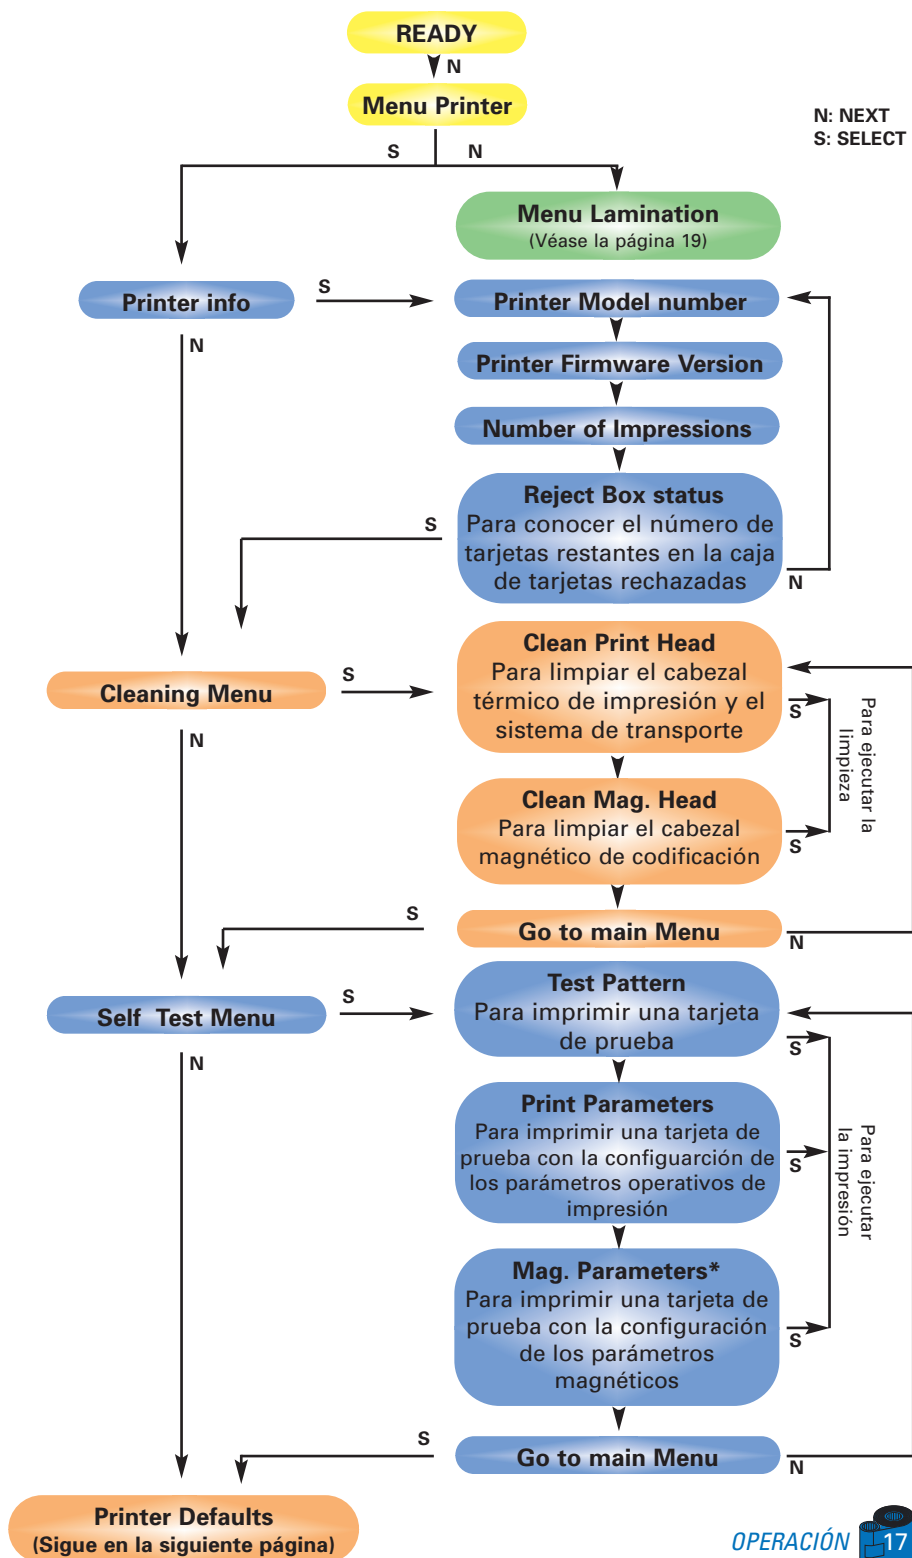 READY
N
Menu Printer
N: NEXT
S: SELECT
S
N
Menu Lamination
(Véase la página 19)
Printer info
S
Printer Model number
N
Printer Firmware Version
Number of Impressions
Reject Box status
Para conocer el número de
tarjetas restantes en la caja
de tarjetas rechazadas
S
N
Clean Print Head
Para limpiar el cabezal
térmico de impresión y el
sistema de transporte
Cleaning Menu
S
S
N
Para ejecutar la
limpieza
Clean Mag. Head
Para limpiar el cabezal
magnético de codificación
S
S
Go to main Menu
N
Test Pattern
Para imprimir una tarjeta
de prueba
Self Test Menu
S
S
N
Print Parameters
Para imprimir una tarjeta de
prueba con la configuarción de
los parámetros operativos de
impresión
S
Para ejecutar
la impresión
Mag. Parameters*
Para imprimir una tarjeta de
prueba con la configuración
de los parámetros
magnéticos
S
S
Go to main Menu
N
Printer Defaults
(Sigue en la siguiente página)
OPERACIÓN 17